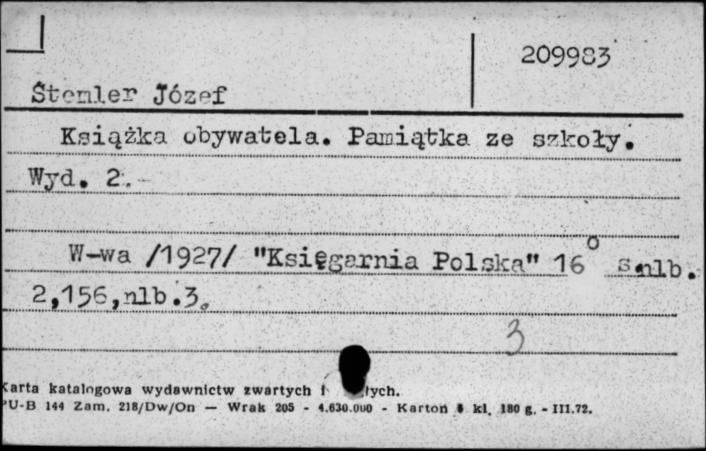 209983
Stemler Józef
Książka obywatela. Pamiątka ze szkoły.
Wyd. 2.
W-wa /1927/ "Księgarnia Polska" 16° s.nlb.
2,156,nlb.3.
3
Karta katalogowa wydawnictw zwartych i
PU-B 144 Zam. 218/Dw/On — Wrak 205 - 4.630.000 - Karton kl. 180 g. - III.72.